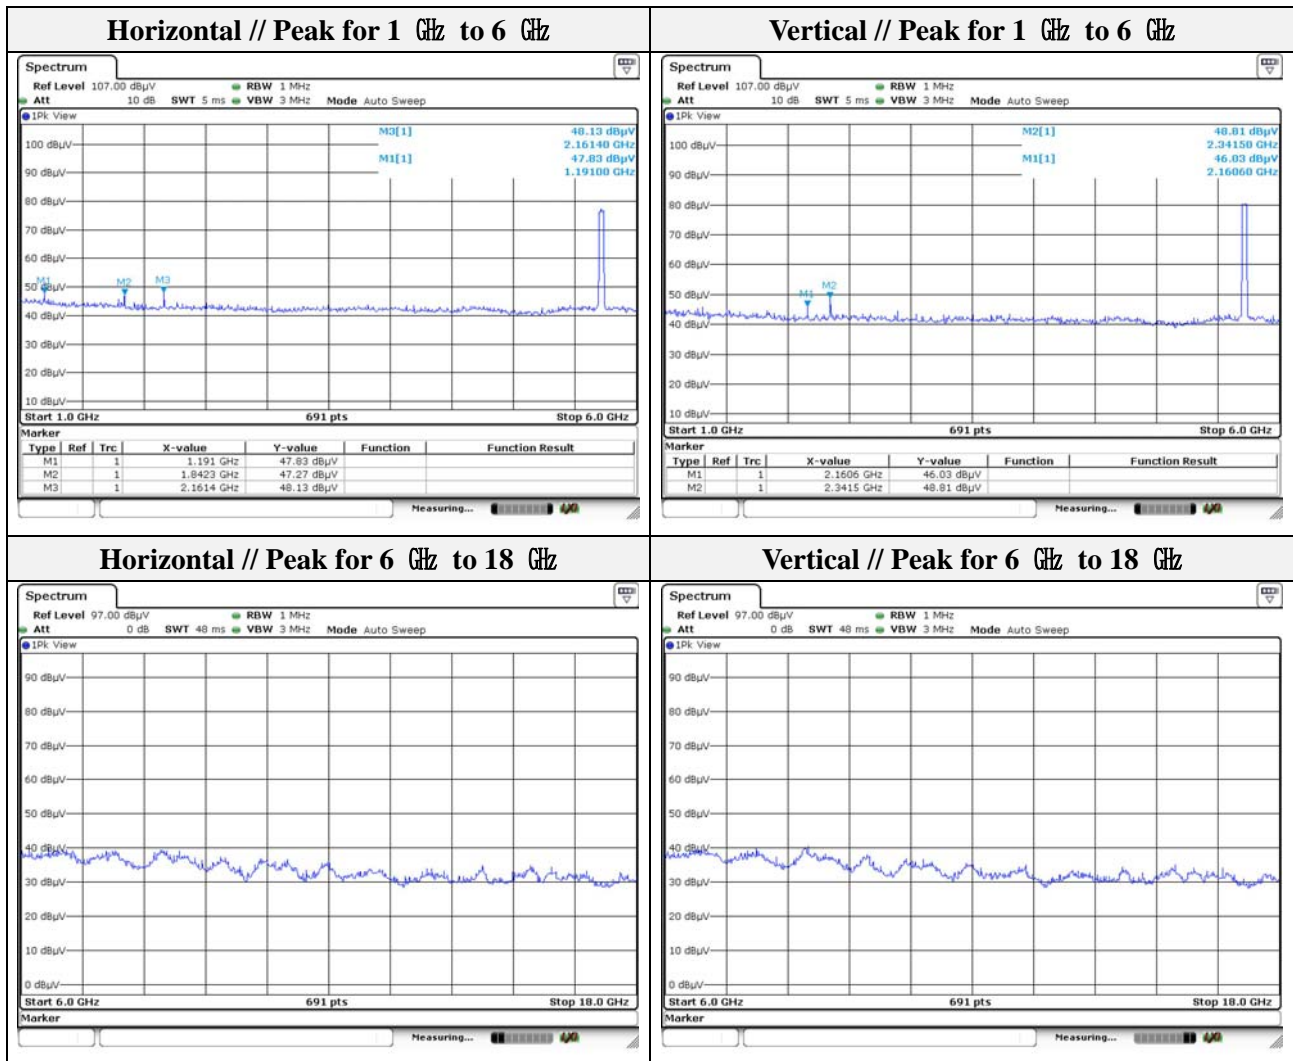 Horizontal // Peak for 1 ㎓ to 6 ㎓
Spectrum
Ref Level 107.00 dBµV RBW 1 MHz
Att 10 dB SWT 5 ms VBW 3 MHz Mode Auto Sweep
1Pk View
M3[1] 48.13 dBµV
2.16140 GHz
M1[1] 47.83 dBµV
1.19100 GHz
100 dBµV
90 dBµV
80 dBµV
70 dBµV
60 dBµV
50 dBµV
40 dBµV
30 dBµV
20 dBµV
10 dBµV
M1 M2 M3
Start 1.0 GHz 691 pts Stop 6.0 GHz
Marker
Type Ref Trc X-value Y-value Function Function Result
M1 1 1.191 GHz 47.83 dBµV
M2 1 1.8423 GHz 47.27 dBµV
M3 1 2.1614 GHz 48.13 dBµV
Measuring...
Vertical // Peak for 1 ㎓ to 6 ㎓
Spectrum
Ref Level 107.00 dBµV RBW 1 MHz
Att 10 dB SWT 5 ms VBW 3 MHz Mode Auto Sweep
1Pk View
M2[1] 48.81 dBµV
2.34150 GHz
M1[1] 46.03 dBµV
2.16060 GHz
100 dBµV
90 dBµV
80 dBµV
70 dBµV
60 dBµV
50 dBµV
40 dBµV
30 dBµV
20 dBµV
10 dBµV
M1 M2
Start 1.0 GHz 691 pts Stop 6.0 GHz
Marker
Type Ref Trc X-value Y-value Function Function Result
M1 1 2.1606 GHz 46.03 dBµV
M2 1 2.3415 GHz 48.81 dBµV
Measuring...
Horizontal // Peak for 6 ㎓ to 18 ㎓
Spectrum
Ref Level 97.00 dBµV RBW 1 MHz
Att 0 dB SWT 48 ms VBW 3 MHz Mode Auto Sweep
1Pk View
90 dBµV
80 dBµV
70 dBµV
60 dBµV
50 dBµV
40 dBµV
30 dBµV
20 dBµV
10 dBµV
0 dBµV
Start 6.0 GHz 691 pts Stop 18.0 GHz
Marker
Measuring...
Vertical // Peak for 6 ㎓ to 18 ㎓
Spectrum
Ref Level 97.00 dBµV RBW 1 MHz
Att 0 dB SWT 48 ms VBW 3 MHz Mode Auto Sweep
1Pk View
90 dBµV
80 dBµV
70 dBµV
60 dBµV
50 dBµV
40 dBµV
30 dBµV
20 dBµV
10 dBµV
0 dBµV
Start 6.0 GHz 691 pts Stop 18.0 GHz
Marker
Measuring...